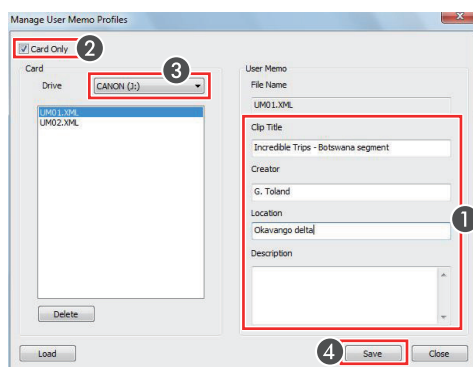 Manage User Memo Profiles
Card Only 2
Card
Drive CANON (J:) 3
UM01.XML
UM02.XML
Delete
User Memo
File Name
UM01.XML
Clip Title
Incredible Trips - Botswana segment
Creator
G. Toland
Location
Okavango delta
1
Description
Load
4 Save Close